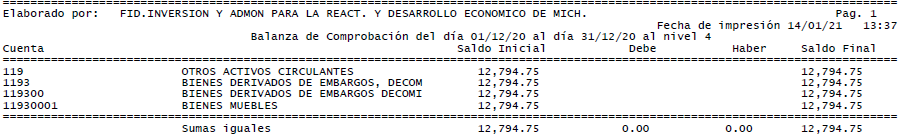 Elaborado por: FID.INVERSION Y ADMON PARA LA REACT. Y DESARROLLO ECONOMICO DE MICH. Pag. 1
Fecha de impresión 14/01/21 13:37
Balanza de Comprobación del día 01/12/20 al día 31/12/20 al nivel 4
Cuenta Saldo Inicial Debe Haber Saldo Final
119 OTROS ACTIVOS CIRCULANTES 12,794.75 12,794.75
1193 BIENES DERIVADOS DE EMBARGOS, DECOM 12,794.75 12,794.75
119300 BIENES DERIVADOS DE EMBARGOS DECOMI 12,794.75 12,794.75
11930001 BIENES MUEBLES 12,794.75 12,794.75
Sumas iguales 12,794.75 0.00 0.00 12,794.75